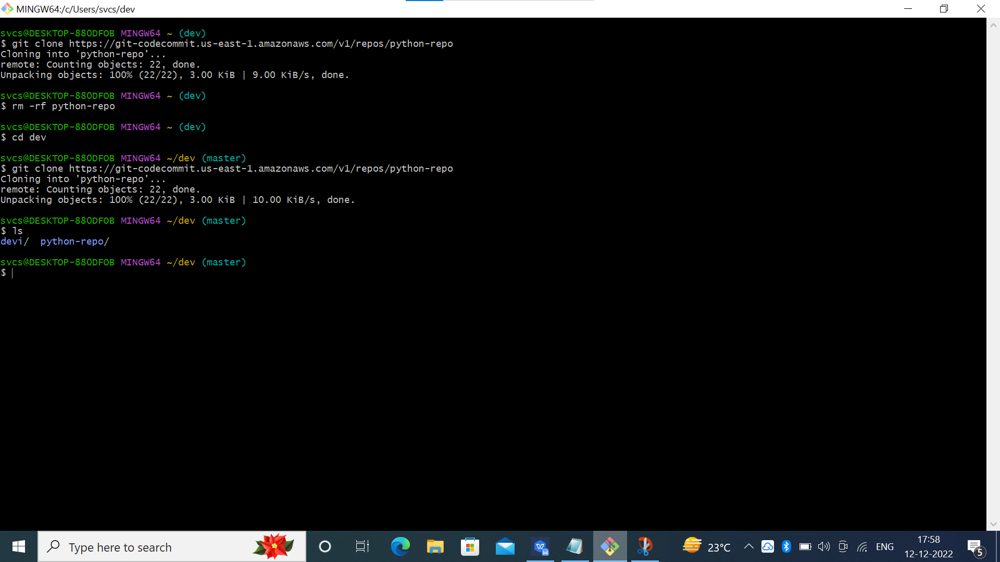 MINGW64:/c/Users/svcs/dev
svcs@DESKTOP-880DFOB MINGW64 ~ (dev)
$ git clone https://git-codecommit.us-east-1.amazonaws.com/v1/repos/python-repo
Cloning into 'python-repo'...
remote: Counting objects: 22, done.
Unpacking objects: 100% (22/22), 3.00 KiB | 9.00 KiB/s, done.
svcs@DESKTOP-880DFOB MINGW64 ~ (dev)
$ rm -rf python-repo
svcs@DESKTOP-880DFOB MINGW64 ~ (dev)
$ cd dev
svcs@DESKTOP-880DFOB MINGW64 ~/dev (master)
$ git clone https://git-codecommit.us-east-1.amazonaws.com/v1/repos/python-repo
Cloning into 'python-repo'...
remote: Counting objects: 22, done.
Unpacking objects: 100% (22/22), 3.00 KiB | 10.00 KiB/s, done.
svcs@DESKTOP-880DFOB MINGW64 ~/dev (master)
$ ls
devi/  python-repo/
svcs@DESKTOP-880DFOB MINGW64 ~/dev (master)
$
Type here to search
23°C
ENG
17:58
12-12-2022
5